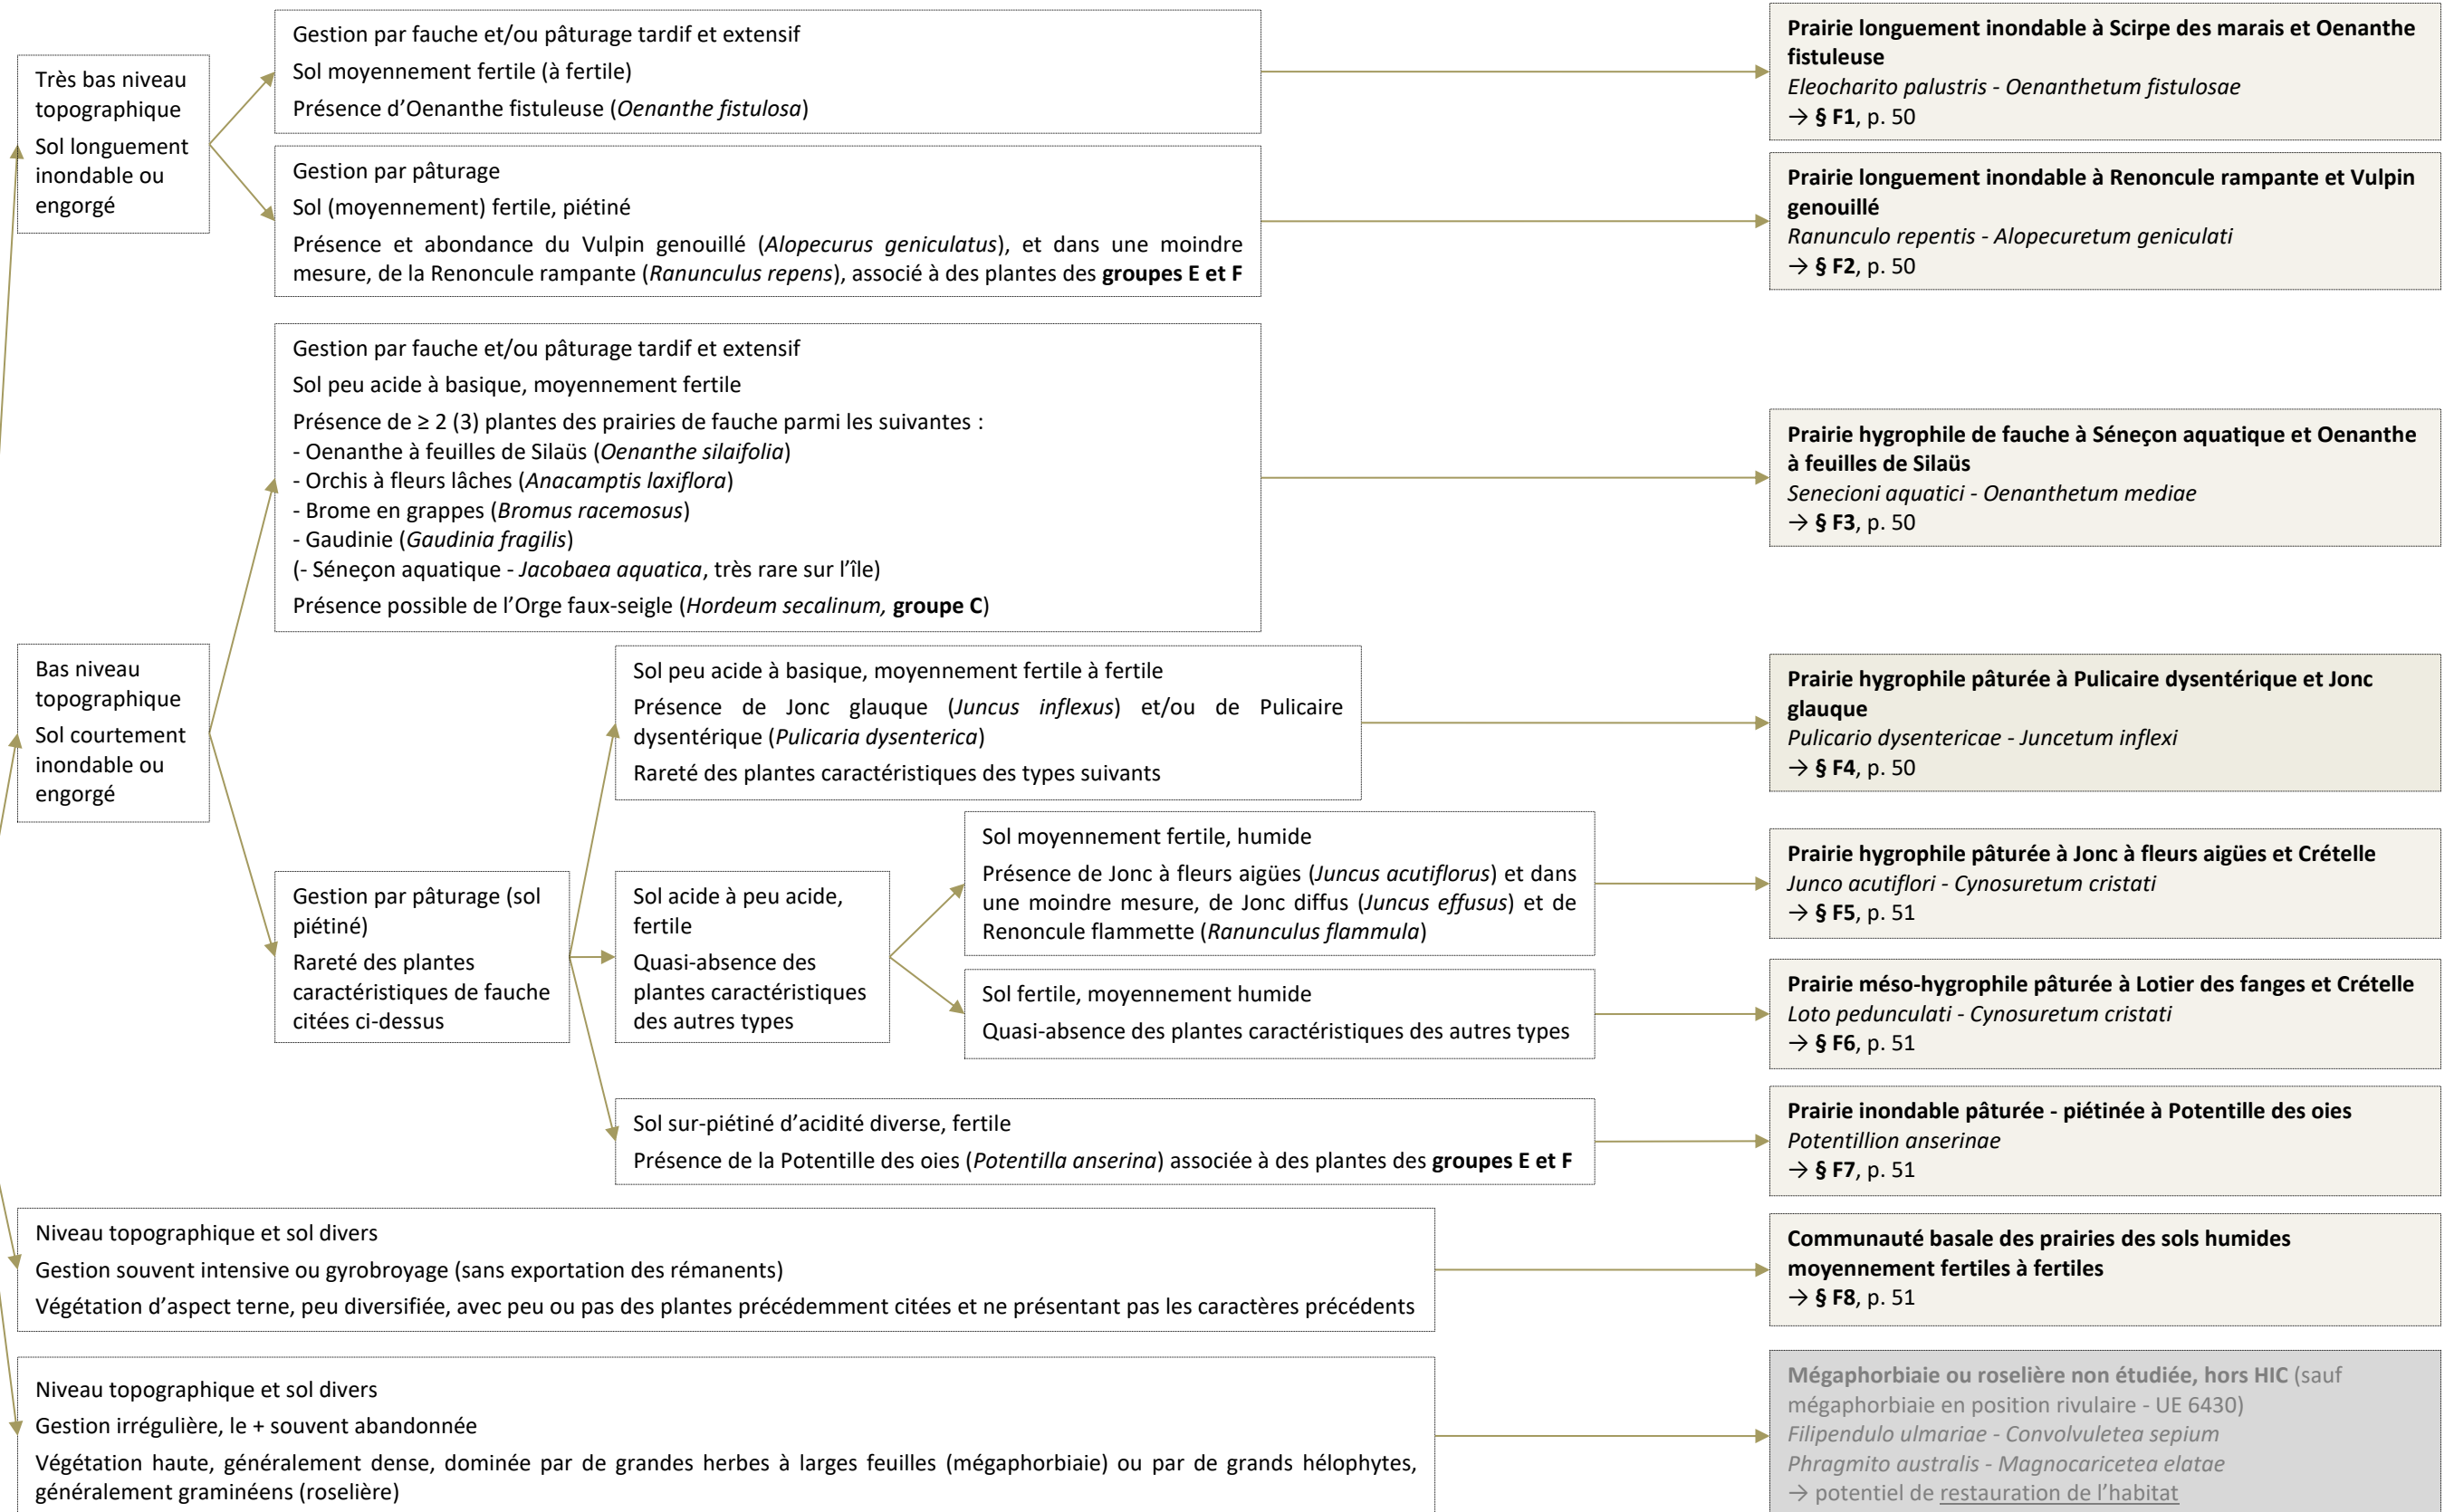 Très bas niveau
topographique
Sol longuement
inondable ou
engorgé
Gestion par fauche et/ou pâturage tardif et extensif
Sol moyennement fertile (à fertile)
Présence d’Oenanthe fistuleuse (Oenanthe fistulosa)
Prairie longuement inondable à Scirpe des marais et Oenanthe
fistuleuse
Eleocharito palustris - Oenanthetum fistulosae
→ § F1, p. 50
Gestion par pâturage
Sol (moyennement) fertile, piétiné
Présence et abondance du Vulpin genouillé (Alopecurus geniculatus), et dans une moindre
mesure, de la Renoncule rampante (Ranunculus repens), associé à des plantes des groupes E et F
Prairie longuement inondable à Renoncule rampante et Vulpin
genouillé
Ranunculo repentis - Alopecuretum geniculati
→ § F2, p. 50
Bas niveau
topographique
Sol courtement
inondable ou
engorgé
Gestion par fauche et/ou pâturage tardif et extensif
Sol peu acide à basique, moyennement fertile
Présence de ≥ 2 (3) plantes des prairies de fauche parmi les suivantes :
- Oenanthe à feuilles de Silaüs (Oenanthe silaifolia)
- Orchis à fleurs lâches (Anacamptis laxiflora)
- Brome en grappes (Bromus racemosus)
- Gaudinie (Gaudinia fragilis)
(- Séneçon aquatique - Jacobaea aquatica, très rare sur l’île)
Présence possible de l’Orge faux-seigle (Hordeum secalinum, groupe C)
Prairie hygrophile de fauche à Séneçon aquatique et Oenanthe
à feuilles de Silaüs
Senecioni aquatici - Oenanthetum mediae
→ § F3, p. 50
Gestion par pâturage (sol
piétiné)
Rareté des plantes
caractéristiques de fauche
citées ci-dessus
Sol peu acide à basique, moyennement fertile à fertile
Présence de Jonc glauque (Juncus inflexus) et/ou de Pulicaire
dysentérique (Pulicaria dysenterica)
Rareté des plantes caractéristiques des types suivants
Prairie hygrophile pâturée à Pulicaire dysentérique et Jonc
glauque
Pulicario dysentericae - Juncetum inflexi
→ § F4, p. 50
Sol acide à peu acide,
fertile
Quasi-absence des
plantes caractéristiques
des autres types
Sol moyennement fertile, humide
Présence de Jonc à fleurs aigües (Juncus acutiflorus) et dans
une moindre mesure, de Jonc diffus (Juncus effusus) et de
Renoncule flammette (Ranunculus flammula)
Prairie hygrophile pâturée à Jonc à fleurs aigües et Crételle
Junco acutiflori - Cynosuretum cristati
→ § F5, p. 51
Sol fertile, moyennement humide
Quasi-absence des plantes caractéristiques des autres types
Prairie méso-hygrophile pâturée à Lotier des fanges et Crételle
Loto pedunculati - Cynosuretum cristati
→ § F6, p. 51
Sol sur-piétiné d’acidité diverse, fertile
Présence de la Potentille des oies (Potentilla anserina) associée à des plantes des groupes E et F
Prairie inondable pâturée - piétinée à Potentille des oies
Potentillion anserinae
→ § F7, p. 51
Niveau topographique et sol divers
Gestion souvent intensive ou gyrobroyage (sans exportation des rémanents)
Végétation d’aspect terne, peu diversifiée, avec peu ou pas des plantes précédemment citées et ne présentant pas les caractères précédents
Communauté basale des prairies des sols humides
moyennement fertiles à fertiles
→ § F8, p. 51
Niveau topographique et sol divers
Gestion irrégulière, le + souvent abandonnée
Végétation haute, généralement dense, dominée par de grandes herbes à larges feuilles (mégaphorbiaie) ou par de grands hélophytes,
généralement graminéens (roselière)
Mégaphorbiaie ou roselière non étudiée, hors HIC (sauf
mégaphorbiaie en position rivulaire - UE 6430)
Filipendulo ulmariae - Convolvuletea sepium
Phragmito australis - Magnocaricetea elatae
→ potentiel de restauration de l’habitat